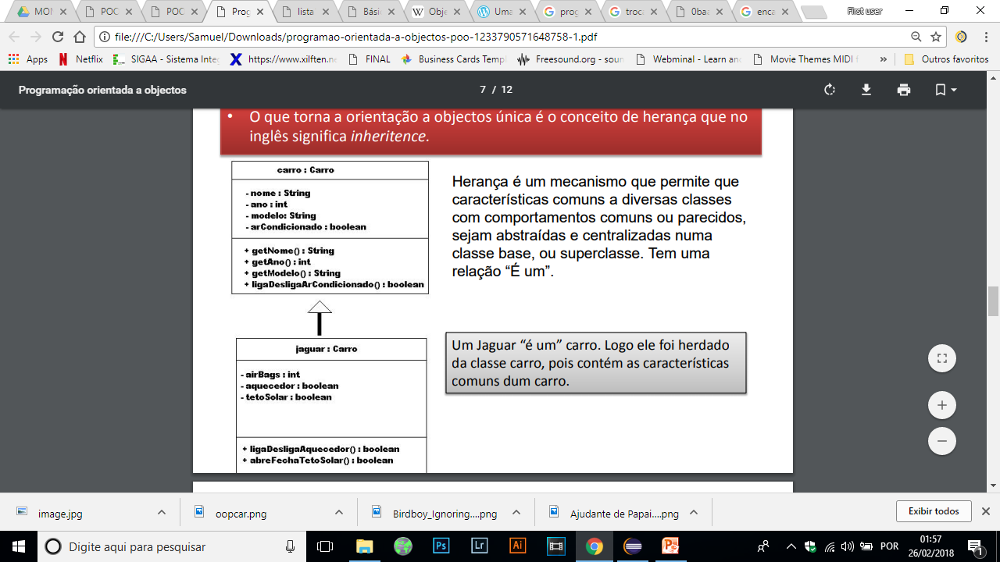 MON
POC
POC
Prog
lista
Bási
Obje
Uma
prog
troc
0baa
enca
First user
file:///C:/Users/Samuel/Downloads/programao-orientada-a-objectos-poo-1233790571648758-1.pdf
Apps
Netflix
SIGAA - Sistema Inte
https://www.xilften.n
FINAL
Business Cards Templ
Freesound.org - soun
Webminal - Learn and
Movie Themes MIDI f
»
Outros favoritos
Programação orientada a objectos
7 / 12
• O que torna a orientação a objectos única é o conceito de herança que no
inglês significa inheritence.
carro : Carro
- nome : String
- ano : int
- modelo: String
- arCondicionado : boolean
+ getNome() : String
+ getAno() : int
+ getModelo() : String
+ ligaDesligaArCondicionado() : boolean
Herança é um mecanismo que permite que
características comuns a diversas classes
com comportamentos comuns ou parecidos,
sejam abstraídas e centralizadas numa
classe base, ou superclasse. Tem uma
relação “É um”.
jaguar : Carro
- airBags : int
- aquecedor : boolean
- tetoSolar : boolean
+ ligaDesligaAquecedor() : boolean
+ abreFechaTetoSolar() : boolean
Um Jaguar “é um” carro. Logo ele foi herdado
da classe carro, pois contém as características
comuns dum carro.
image.jpg
oopcar.png
Birdboy_Ignoring....png
Ajudante de Papai....png
Exibir todos
Digite aqui para pesquisar
Ps
Lr
Ai
POR
01:57
26/02/2018
1